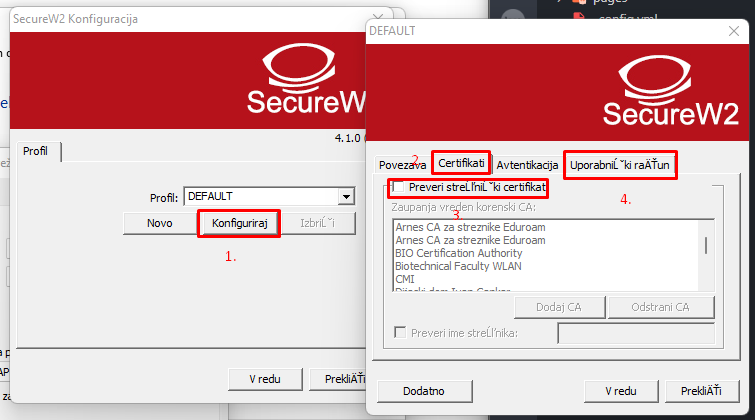 SecureW2 Konfiguracija
SecureW2
4.1.0
Profil
Profil:
DEFAULT
Novo
Konfiguriraj
IzbriĹˇi
1.
V redu
PrekliÄŤi
pages
config.yml
DEFAULT
SecureW2
2.
Povezava
Certifikati
Avtentikacija
UporabniĹˇki raÄŤun
Preveri streĹľniĹˇki certifikat
3.
4.
Zaupanja vreden korenski CA:
Arnes CA za streznike Eduroam
Arnes CA za streznike Eduroam
BIO Certification Authority
Biotechnical Faculty WLAN
CMI
Dodaj CA
Odstrani CA
Preveri ime streĹľnika:
Dodatno
V redu
PrekliÄŤi